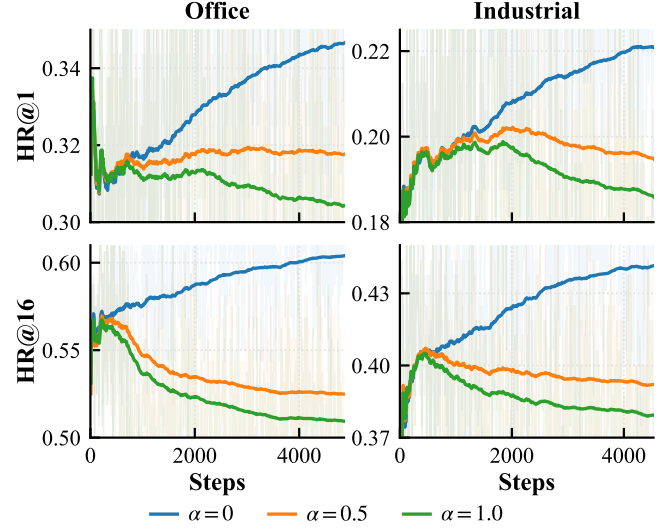 Office
Industrial
HR@1
0.34
0.32
0.30
0.22
0.20
0.18
HR@16
0.60
0.55
0.50
0.43
0.40
0.37
0 2000 4000
0 2000 4000
Steps
Steps
α = 0 α = 0.5 α = 1.0